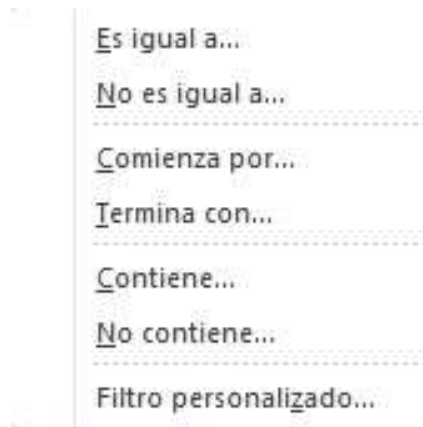 Es igual a...
No es igual a...
Comienza por...
Termina con...
Contiene...
No contiene...
Filtro personalizado...